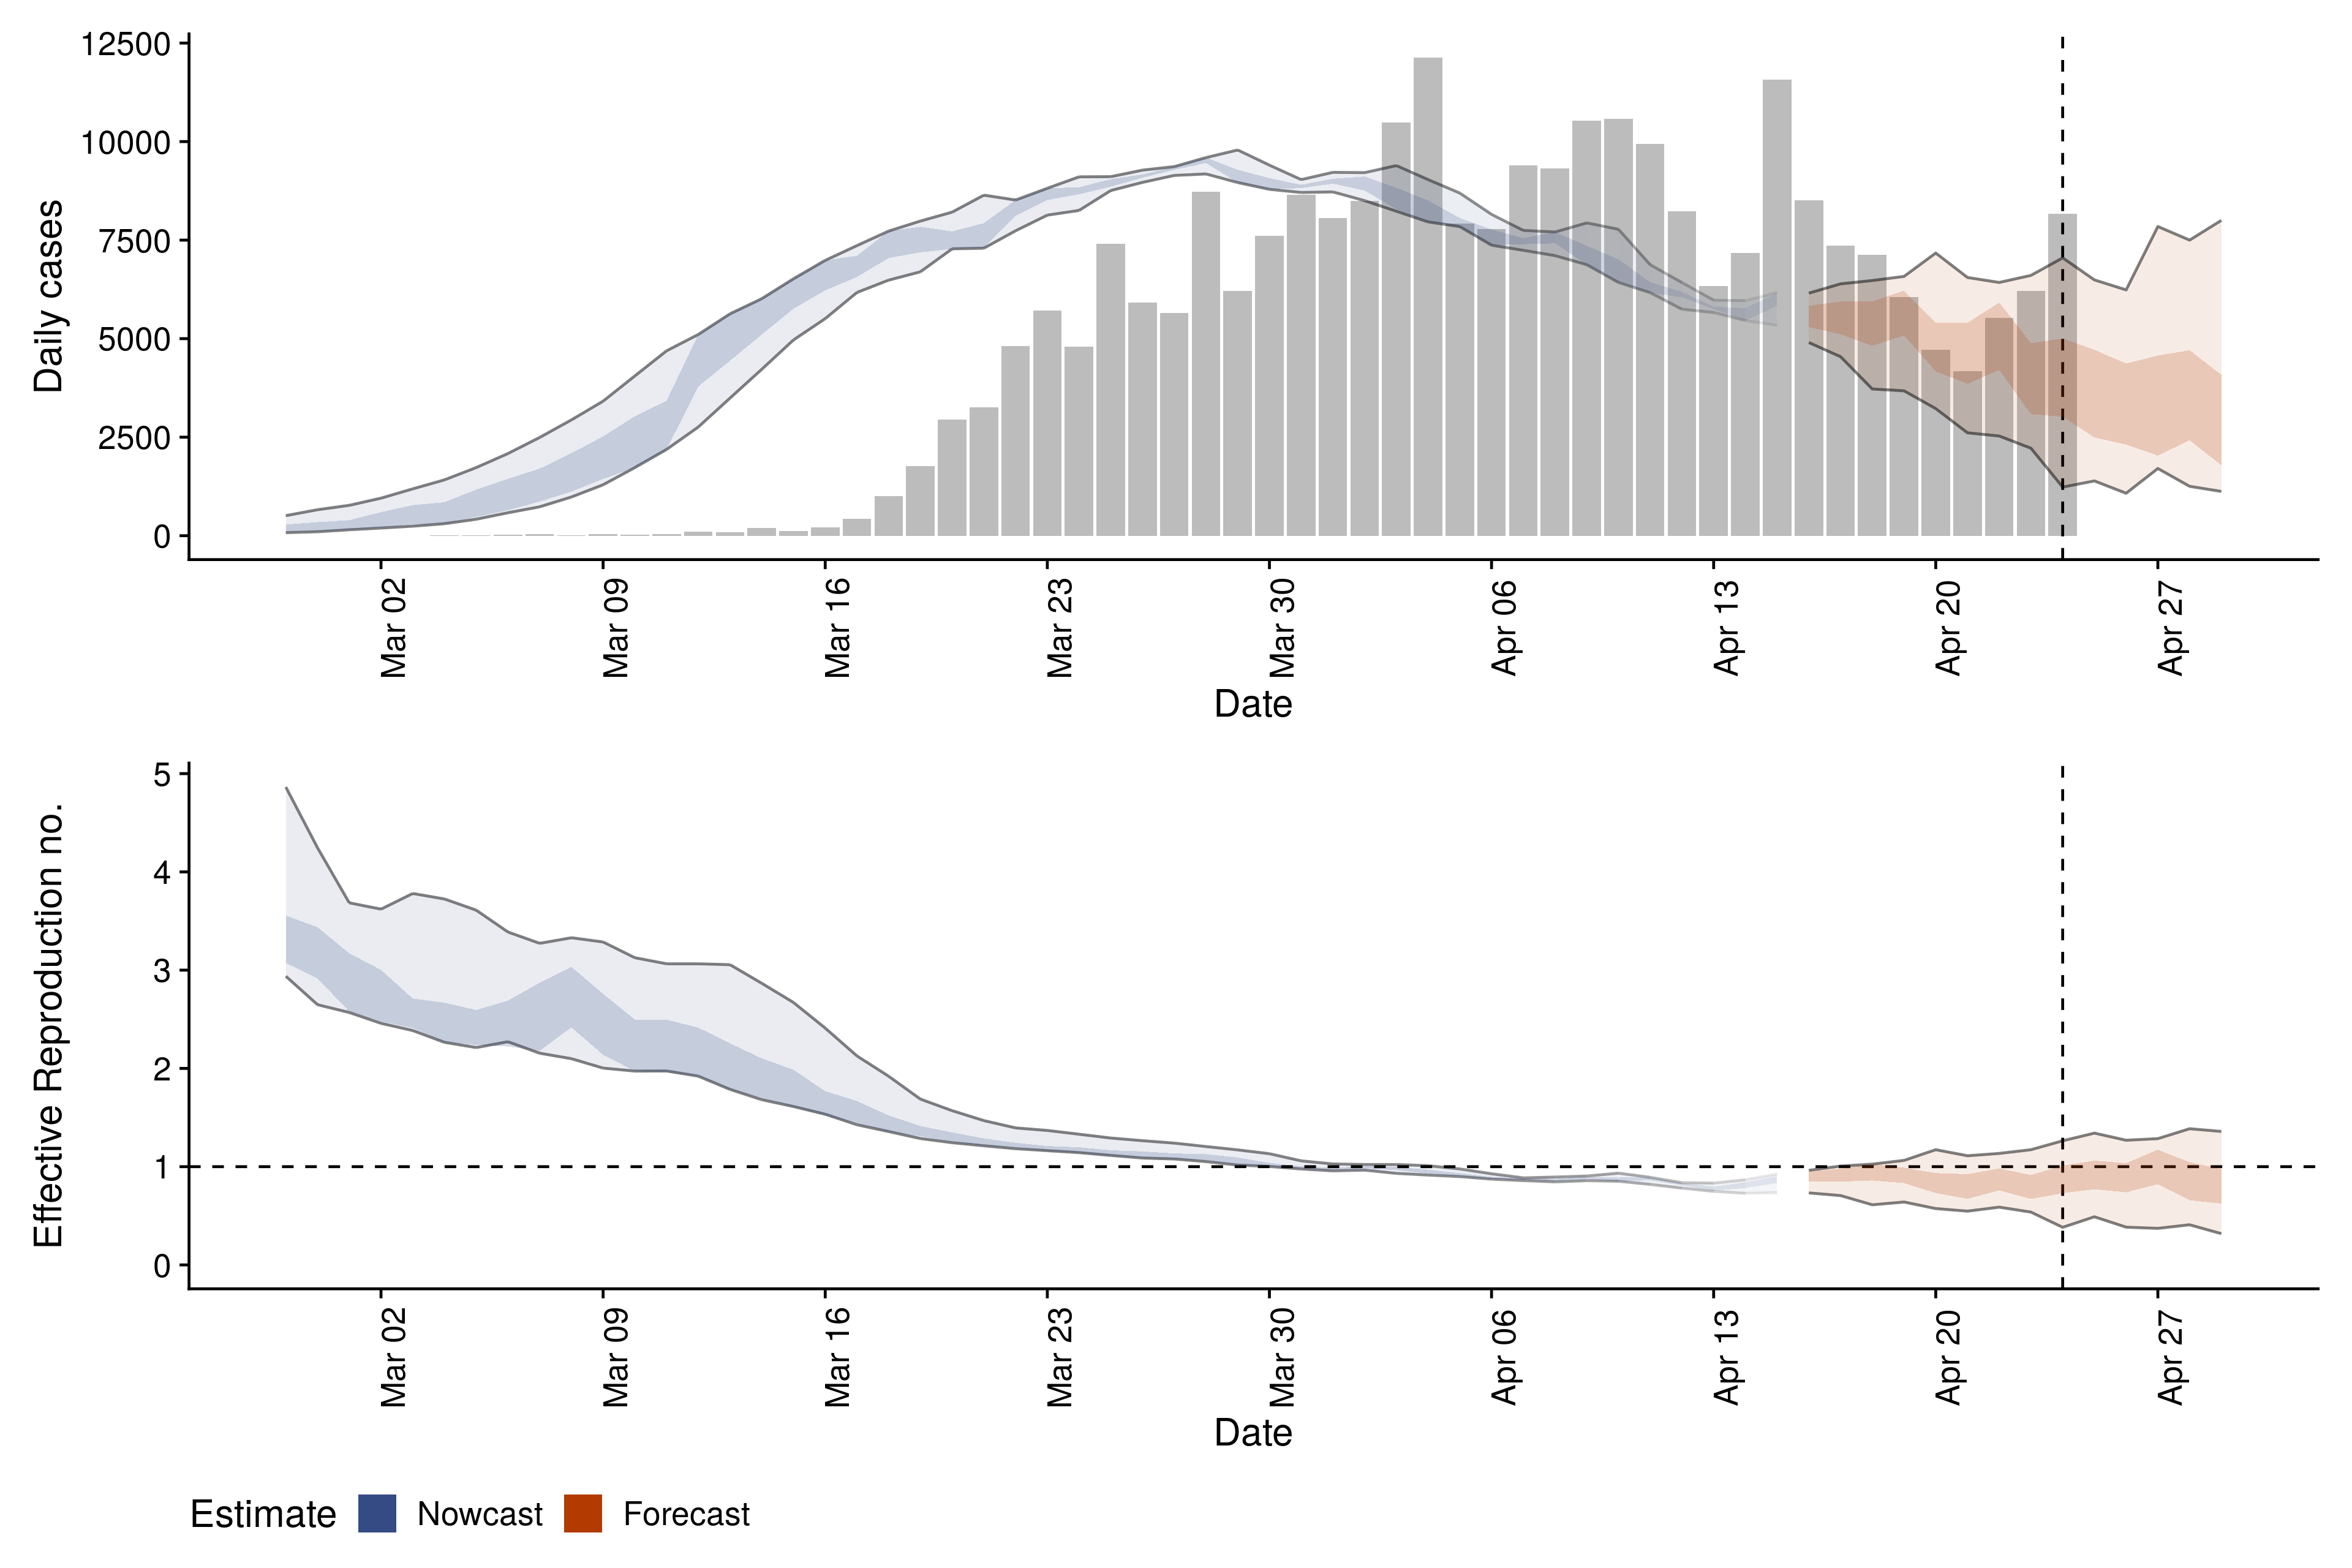 Daily cases
12500
10000
7500
5000
2500
0
Mar 02
Mar 09
Mar 16
Mar 23
Mar 30
Apr 06
Apr 13
Apr 20
Apr 27
Date
Effective Reproduction no.
5
4
3
2
1
0
Mar 02
Mar 09
Mar 16
Mar 23
Mar 30
Apr 06
Apr 13
Apr 20
Apr 27
Date
Estimate Nowcast Forecast